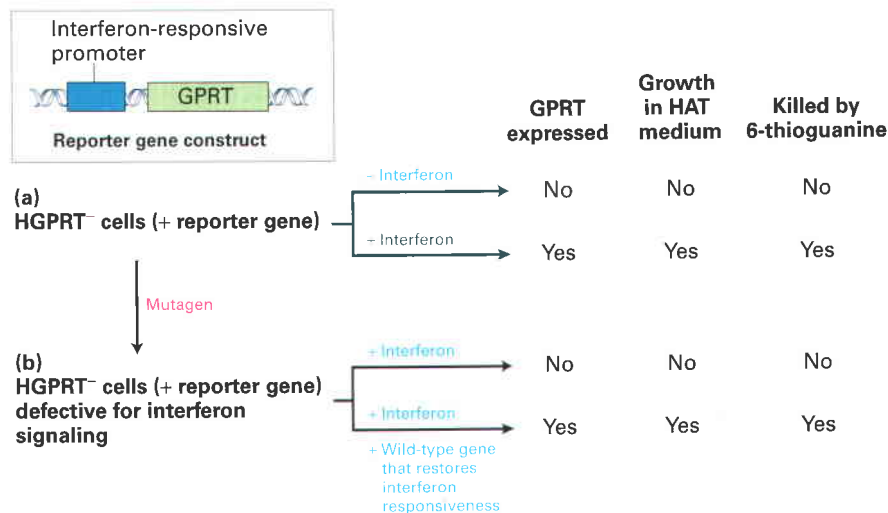 Interferon-responsive
promoter
GPRT
Reporter gene construct
GPRT
expressed
Growth
in HAT
medium
Killed by
6-thioguanine
(a)
HGPRT⁻ cells (+ reporter gene)
– Interferon
No No No
+ Interferon
Yes Yes Yes
Mutagen
(b)
HGPRT⁻ cells (+ reporter gene)
defective for interferon
signaling
+ Interferon
No No No
+ Interferon
Yes Yes Yes
+ Wild-type gene
that restores
interferon
responsiveness